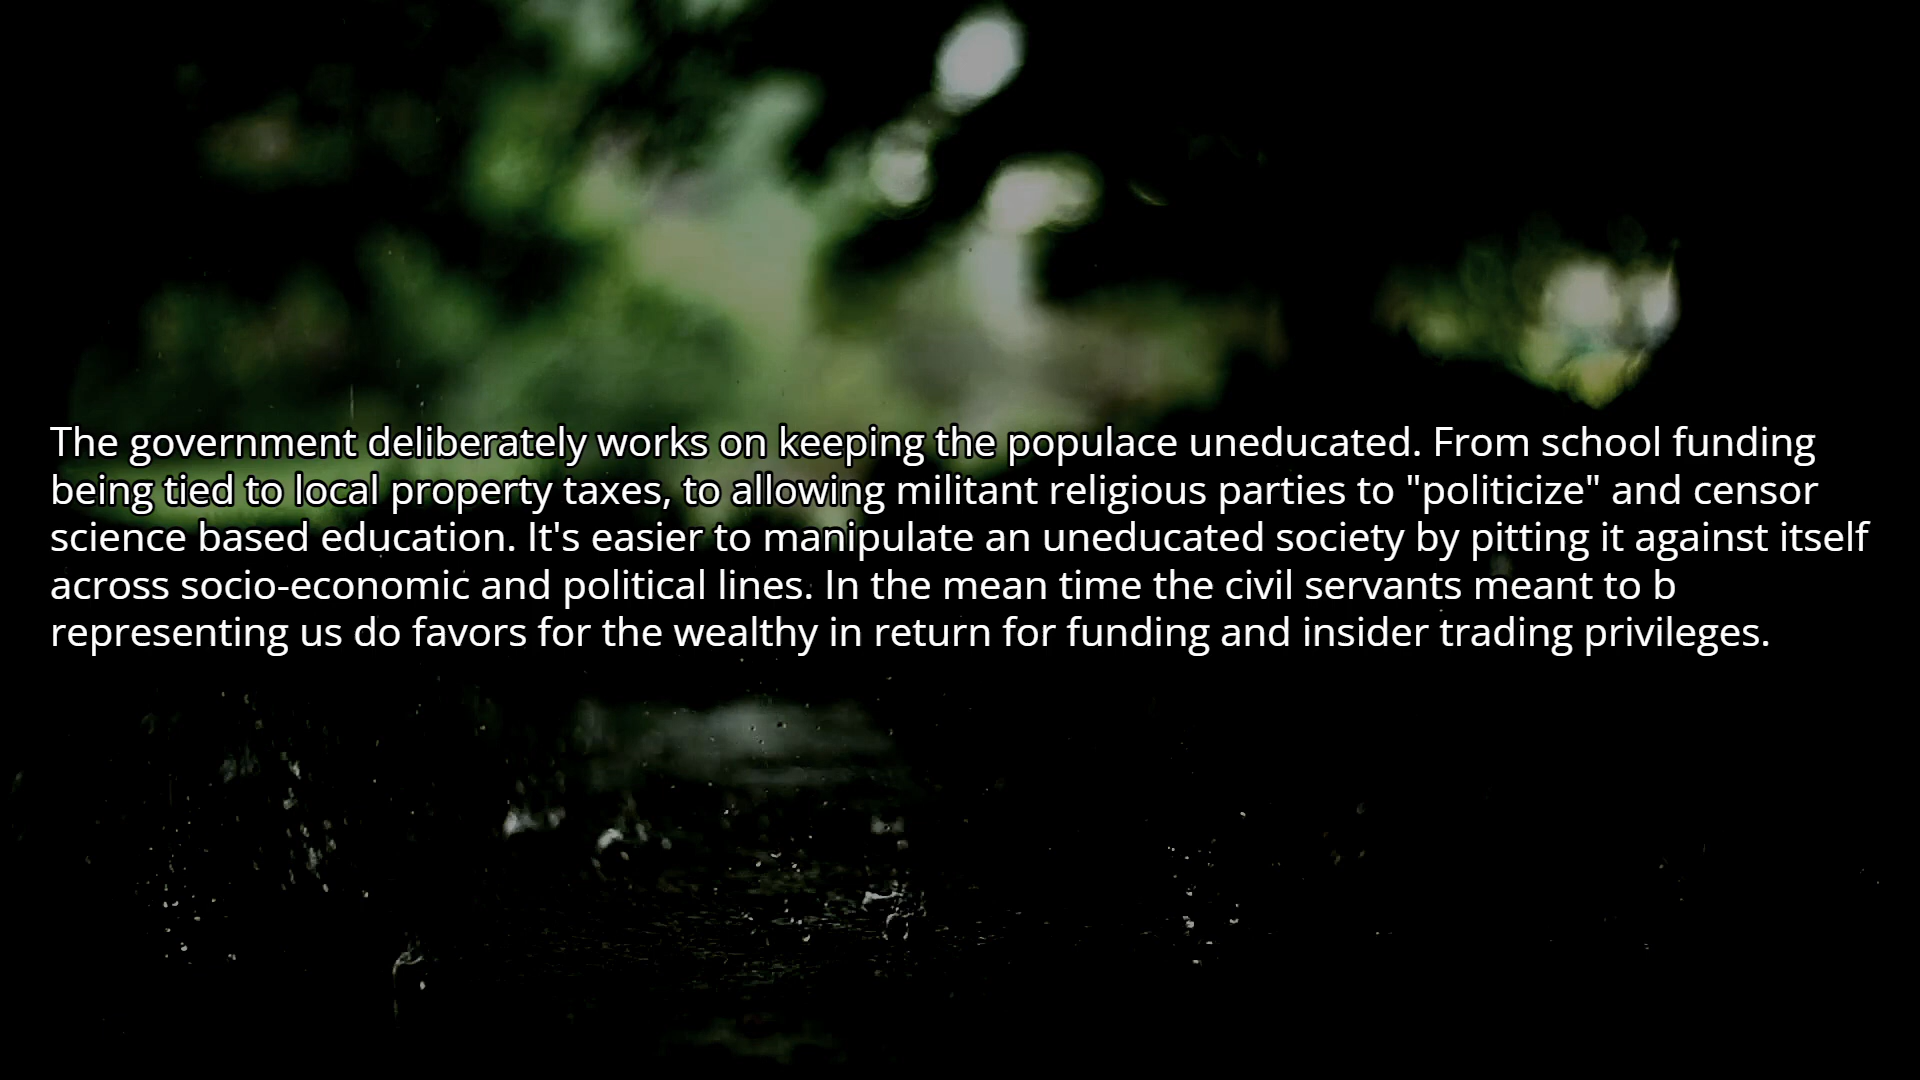 The government deliberately works on keeping the populace uneducated. From school funding
being tied to local property taxes, to allowing militant religious parties to "politicize" and censor
science based education. It's easier to manipulate an uneducated society by pitting it against itself
across socio-economic and political lines. In the mean time the civil servants meant to b
representing us do favors for the wealthy in return for funding and insider trading privileges.